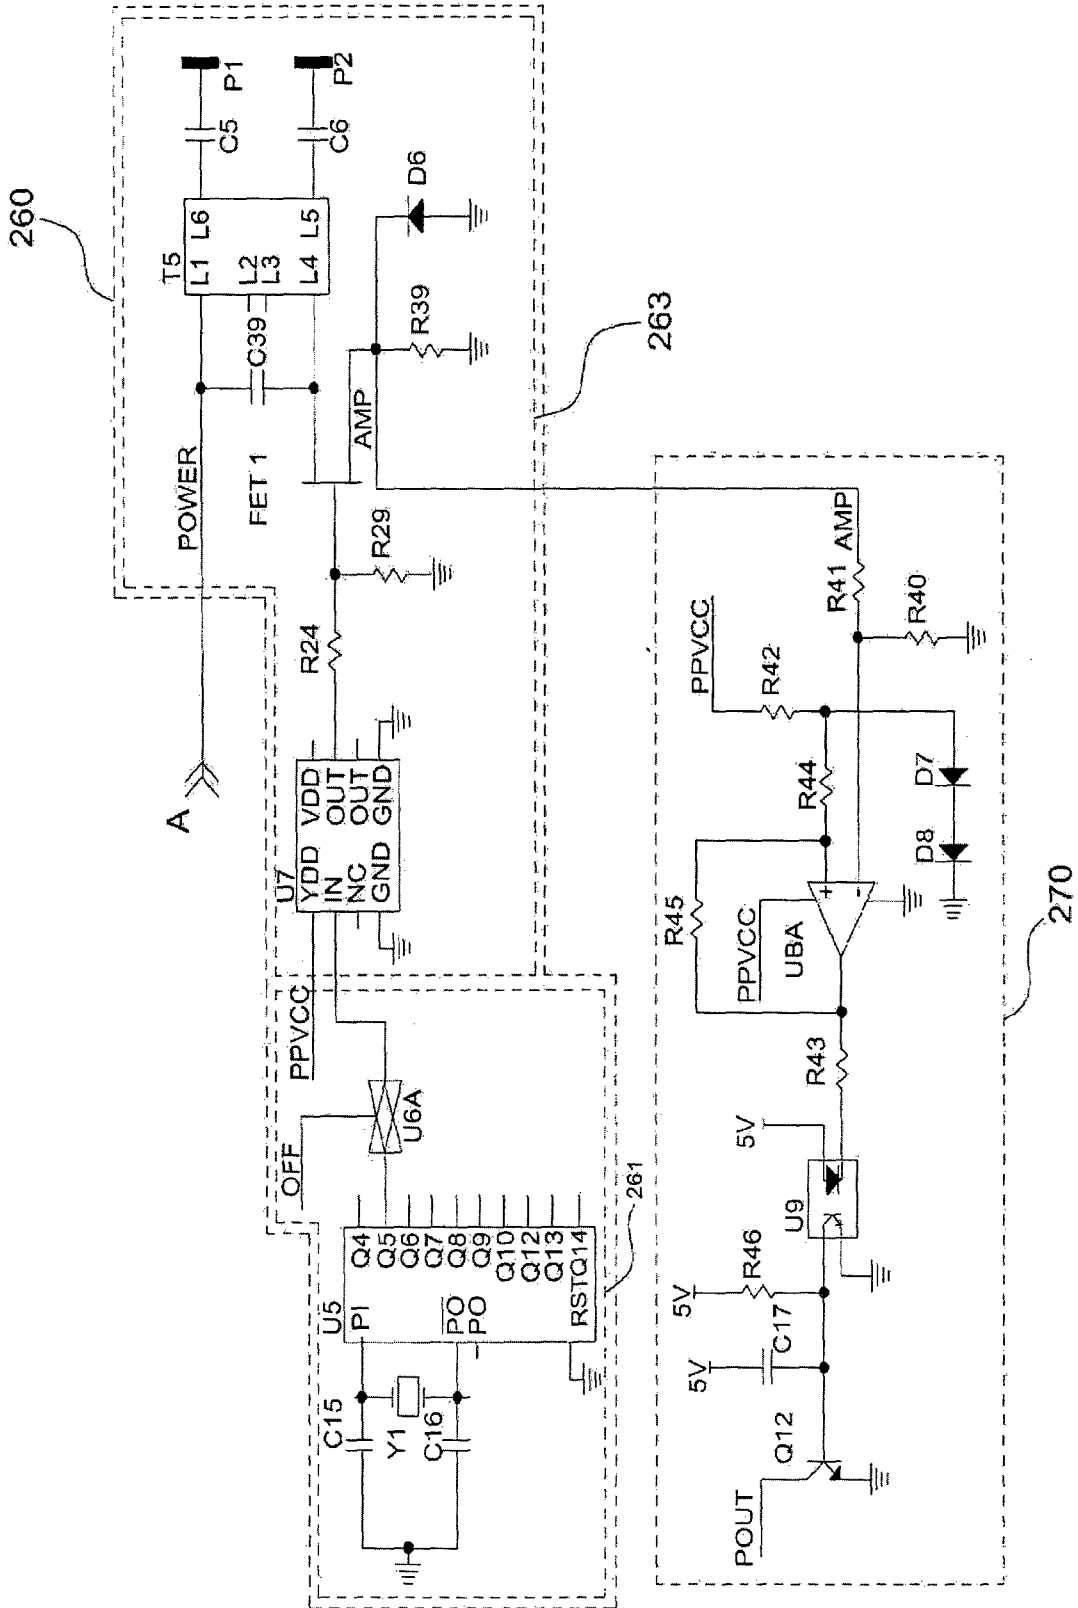 260
P1
P2
C5
C6
T5
L1 L6
L2
L3
L4 L5
D6
C39
R39
263
POWER
FET 1
AMP
R29
R24
A
U7
YDD VDD
IN OUT
NC OUT
GND GND
PPVCC
OFF
U6A
U5
PI
PO
PO
RST
Q4
Q5
Q6
Q7
Q8
Q9
Q10
Q12
Q13
Q14
261
C15
Y1
C16
AMP
R41
R40
PPVCC
R42
R44
D7
D8
R45
PPVCC
UBA
+
-
270
R43
5V
U9
R46
5V
C17
5V
Q12
POUT